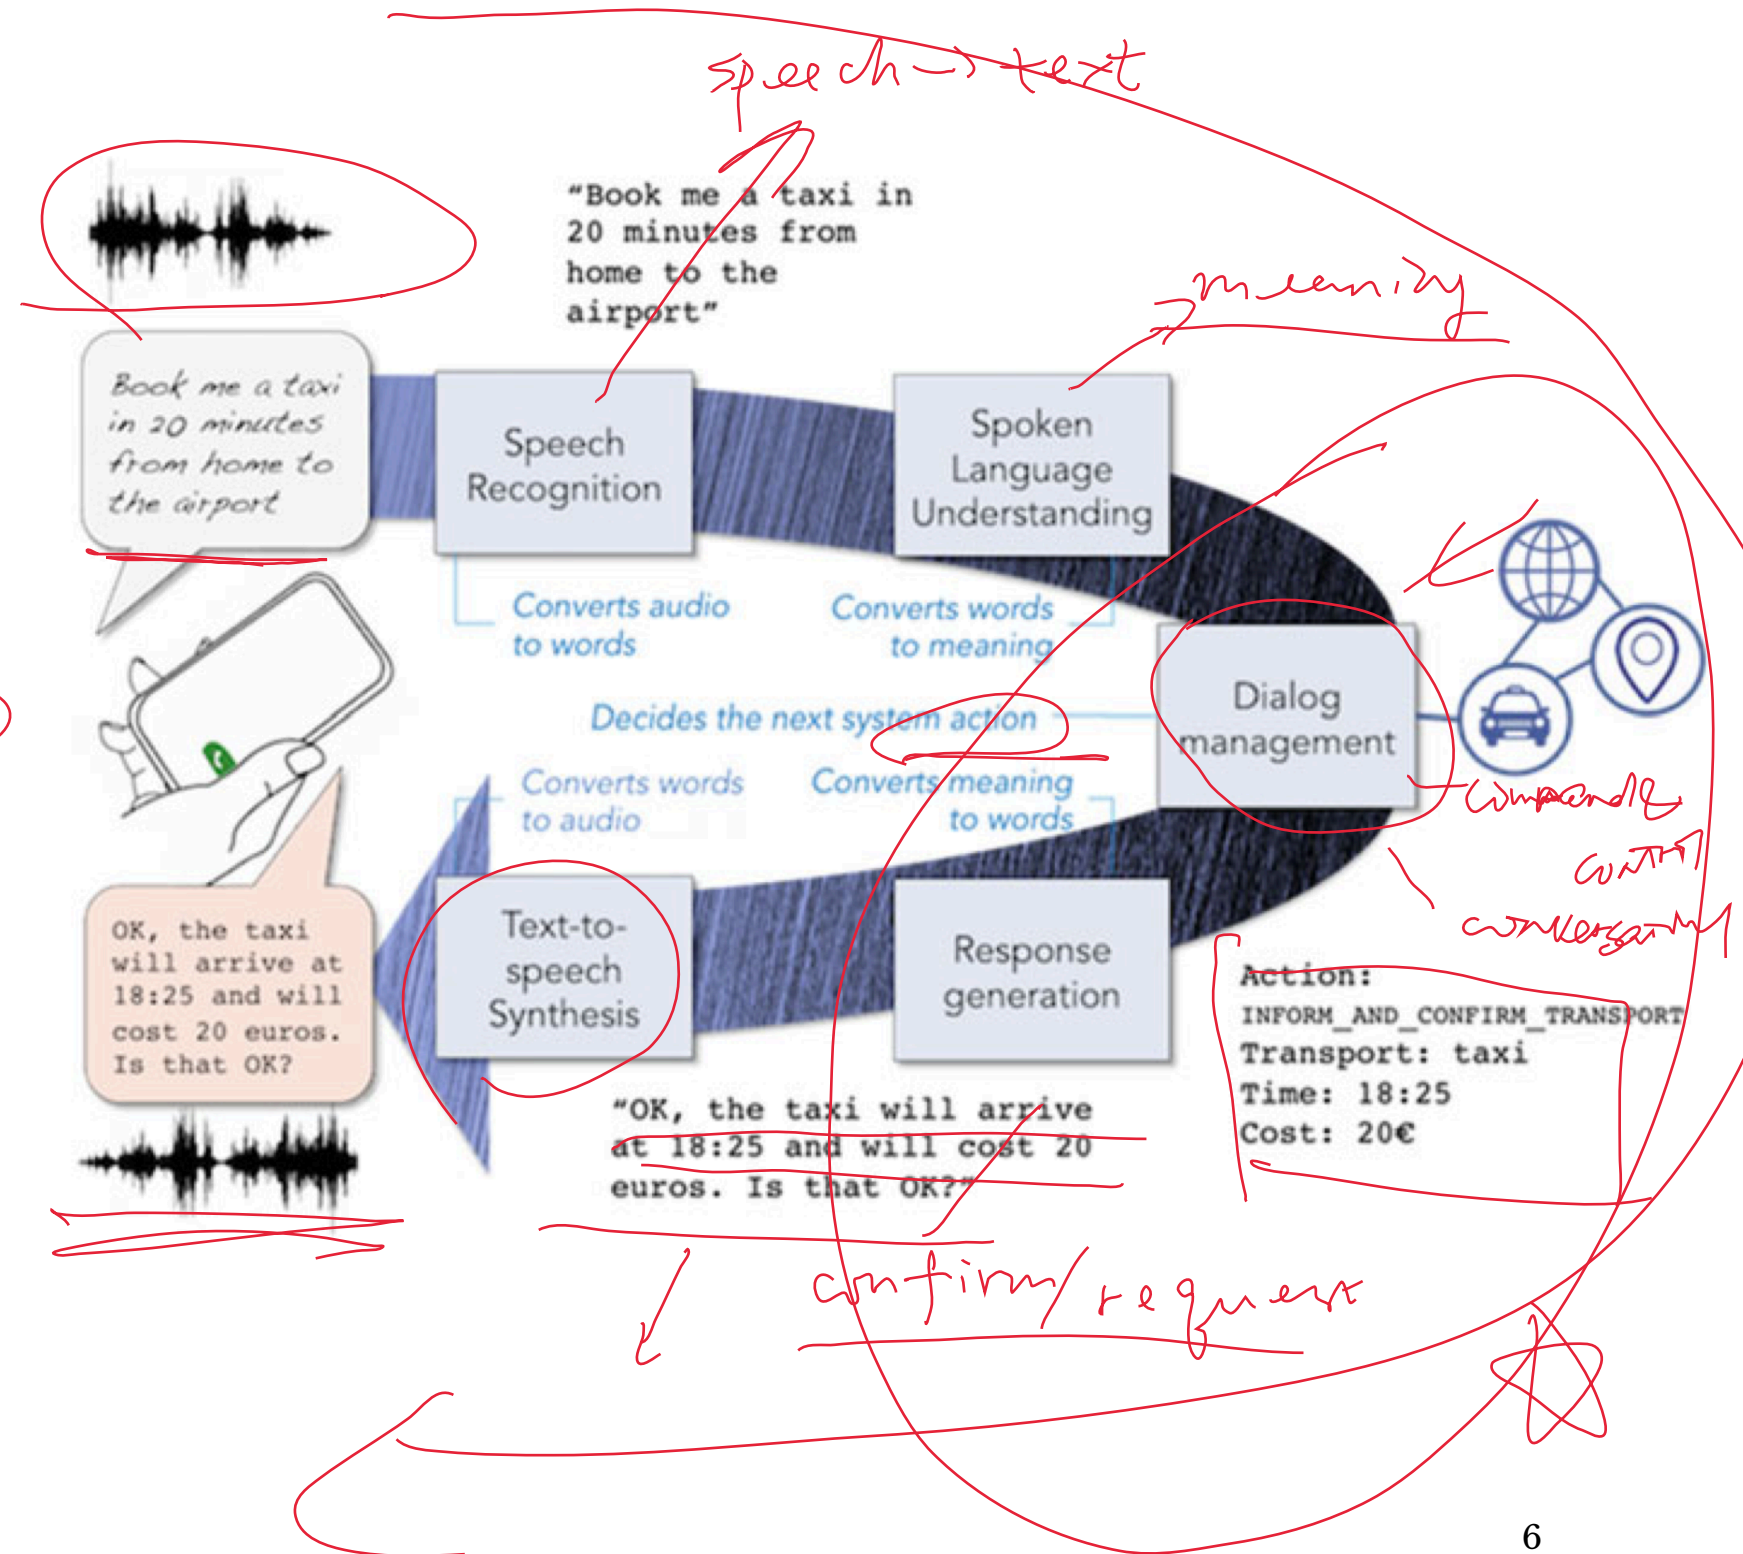 speech → text
“Book me a taxi in
20 minutes from
home to the
airport”
meaning
Book me a taxi
in 20 minutes
from home to
the airport
Speech
Recognition
Spoken
Language
Understanding
Converts audio
to words
Converts words
to meaning
Dialog
management
Decides the next system action
Converts words
to audio
Converts meaning
to words
control
OK, the taxi
will arrive at
18:25 and will
cost 20 euros.
Is that OK?
Text-to-
speech
Synthesis
Response
generation
Action:
INFORM_AND_CONFIRM_TRANSPORT
Transport: taxi
Time: 18:25
Cost: 20€
“OK, the taxi will arrive
at 18:25 and will cost 20
euros. Is that OK?”
confirm/request
6